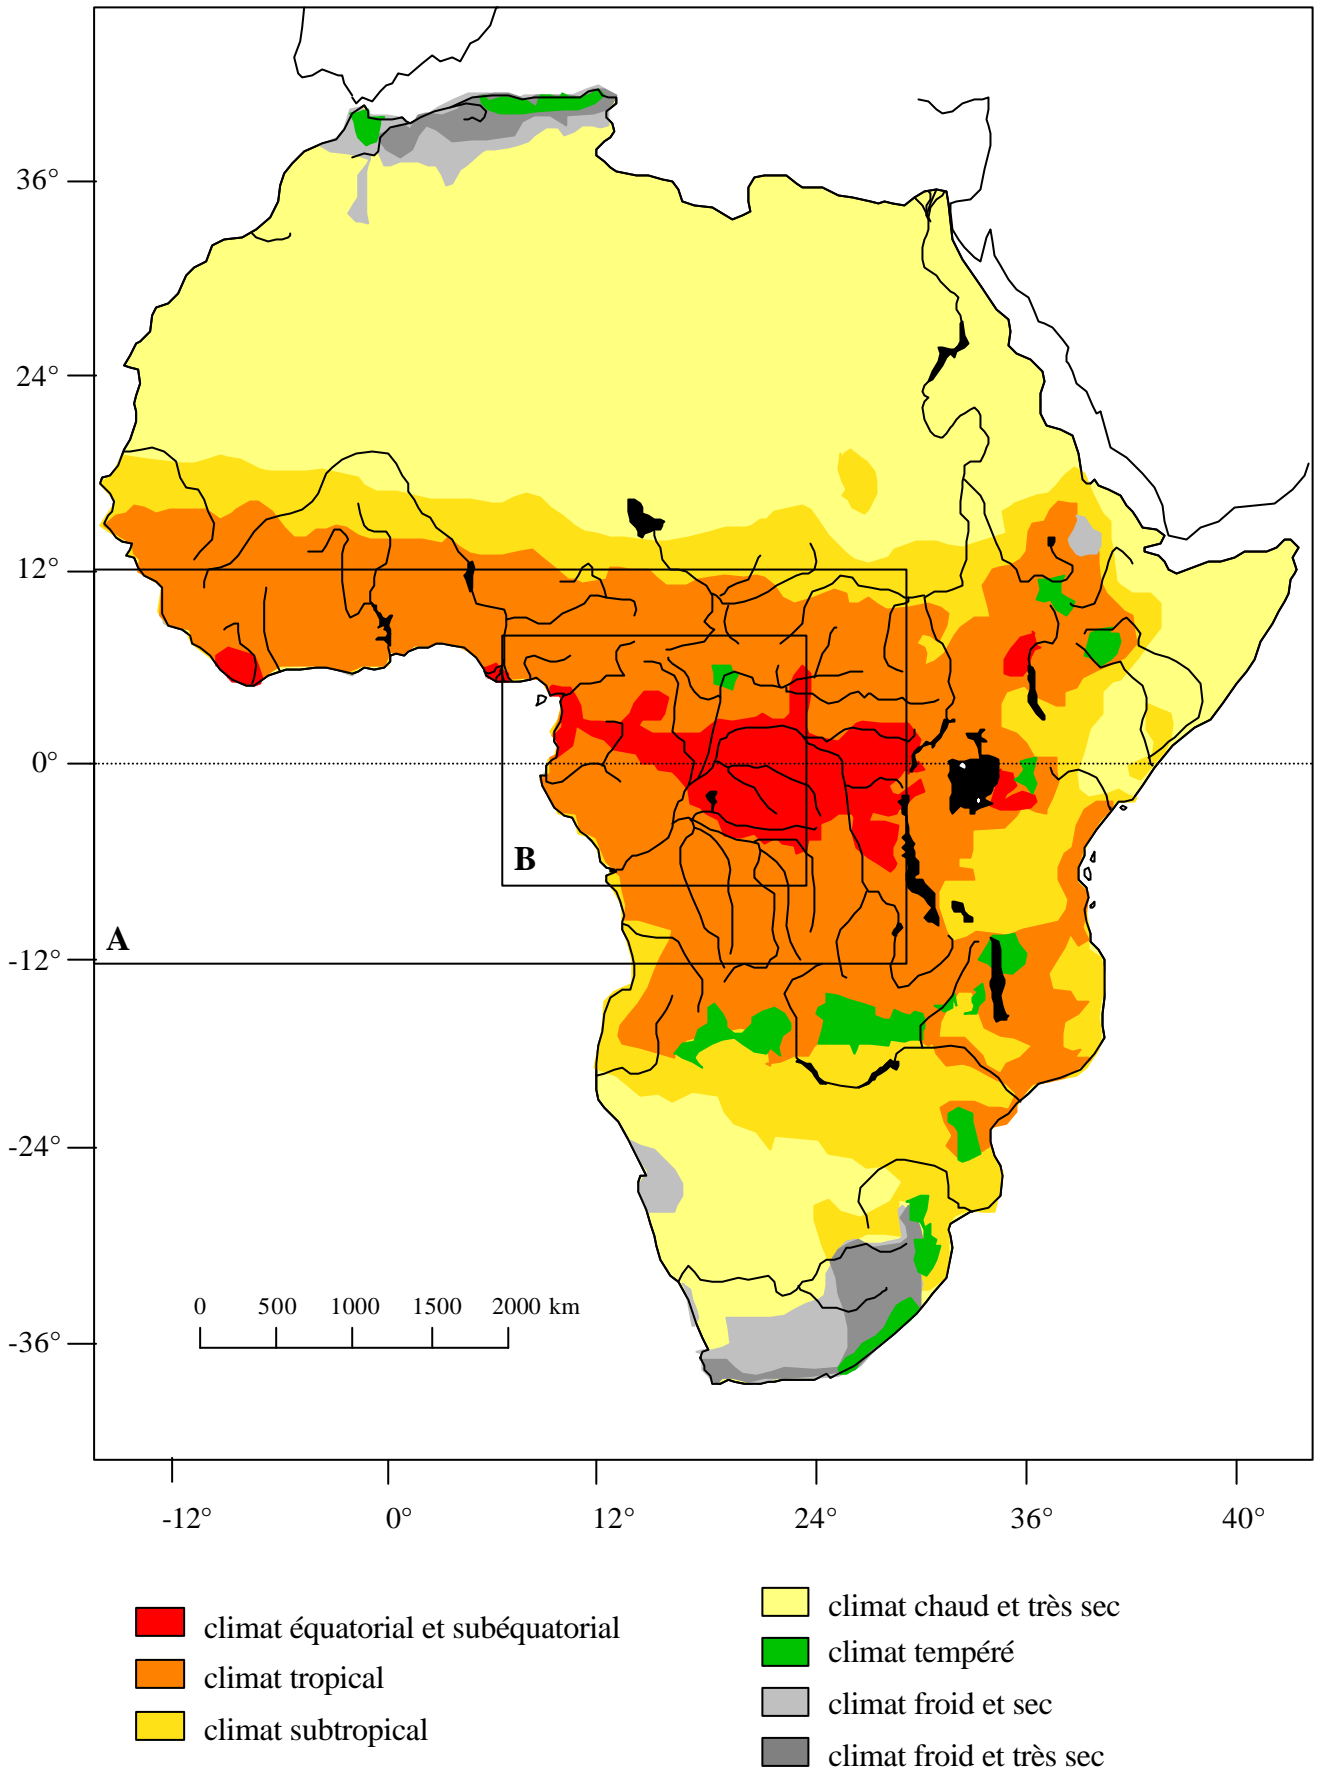 36°
24°
12°
0°
B
A
-12°
-24°
0 500 1000 1500 2000 km
-36°
-12° 0° 12° 24° 36° 40°
climat équatorial et subéquatorial
climat tropical
climat subtropical
climat chaud et très sec
climat tempéré
climat froid et sec
climat froid et très sec